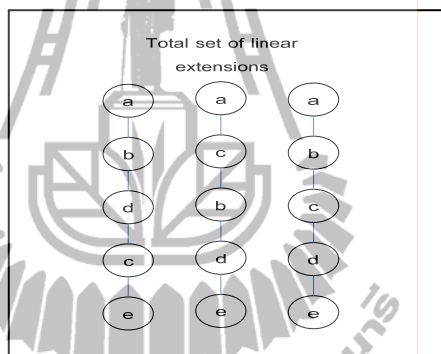 Total set of linear
extensions
a a a
b c b
d b c
c d d
e e e